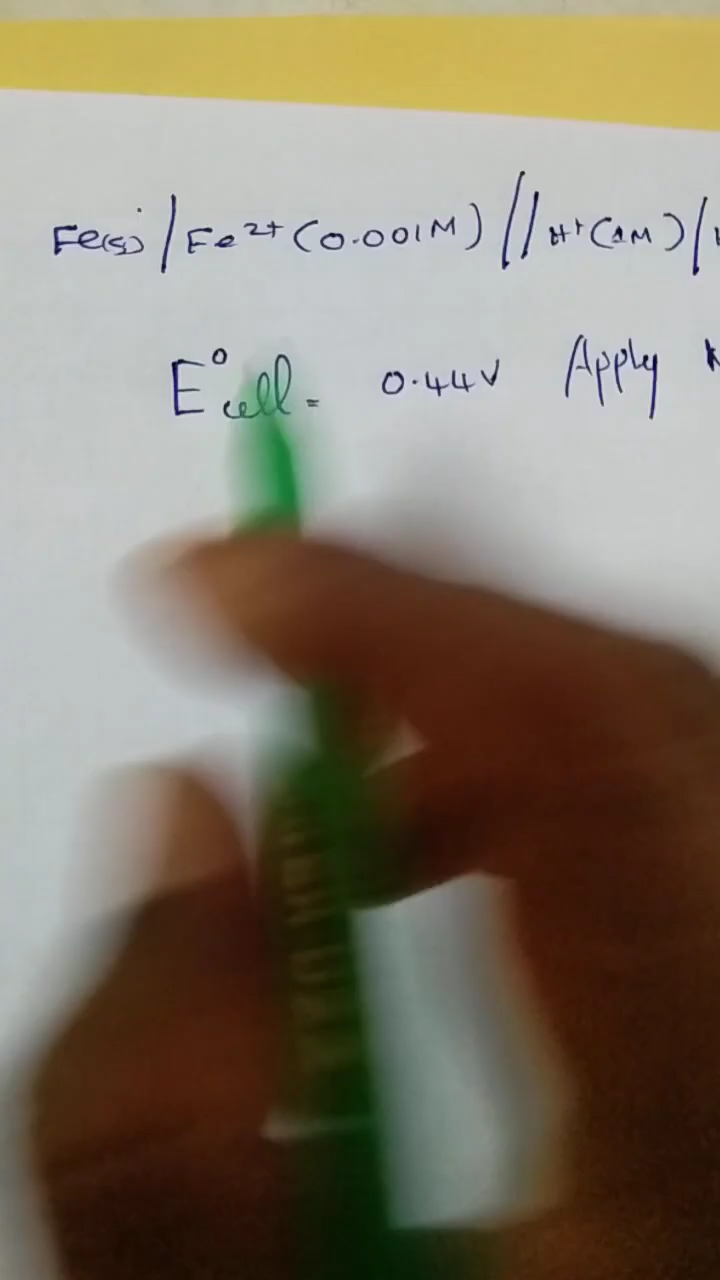 Fe(s) / Fe²⁺ (0.001M) // H⁺ (1M) /
E°cell = 0.44V Apply